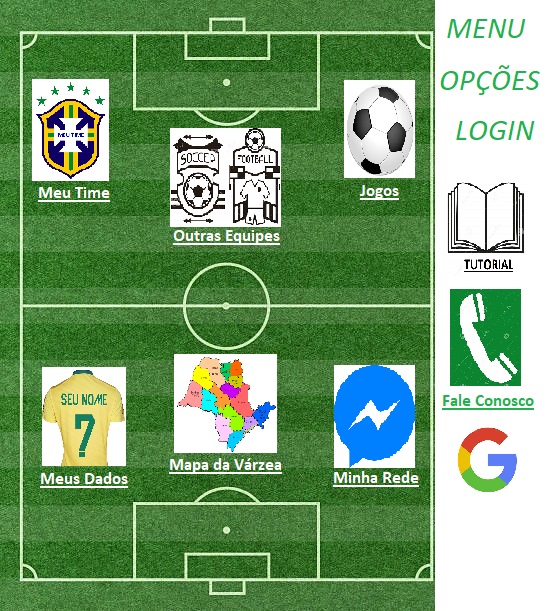 MENU
OPÇÕES
LOGIN
MEU TIME
Meu Time
SOCCER
FOOTBALL
Outras Equipes
Jogos
TUTORIAL
Fale Conosco
SEU NOME
7
Meus Dados
Mapa da Várzea
Minha Rede
G